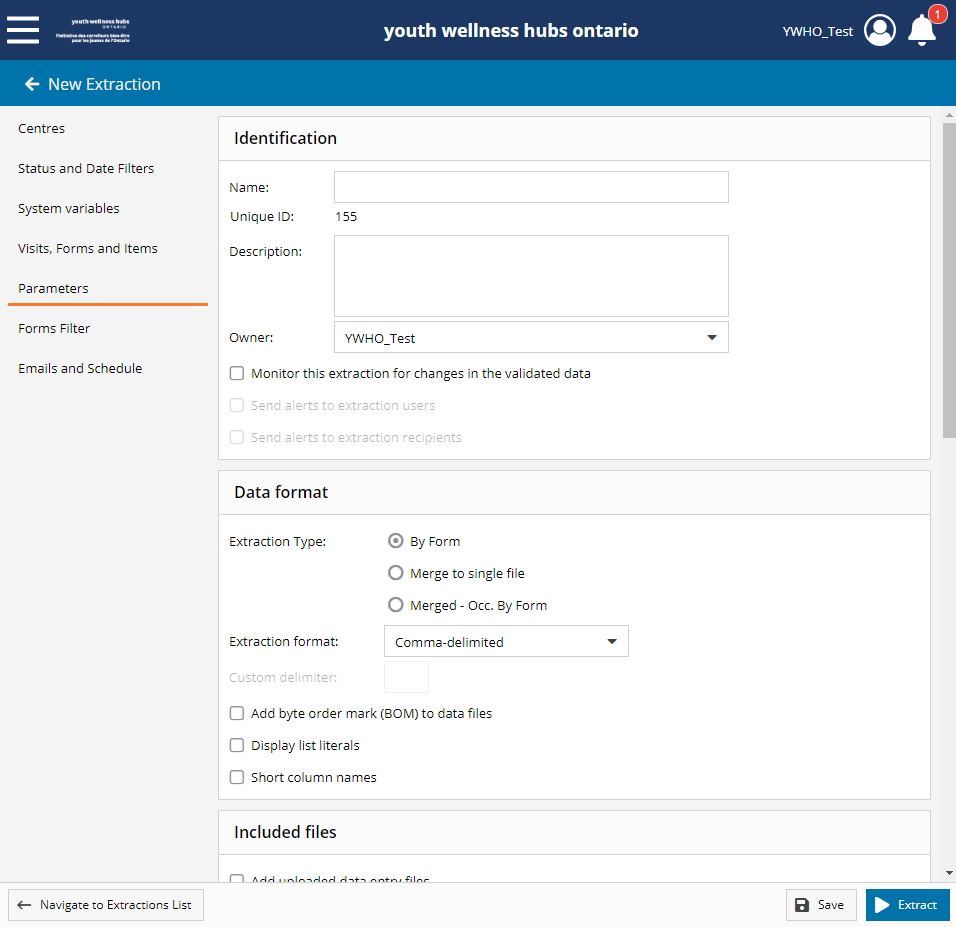 youth wellness hubs
ONTARIO
l'initiative des carrefours bien-être
pour les jeunes de l'Ontario
youth wellness hubs ontario
YWHO_Test
1
New Extraction
Centres
Status and Date Filters
System variables
Visits, Forms and Items
Parameters
Forms Filter
Emails and Schedule
Identification
Name:
Unique ID: 155
Description:
Owner: YWHO_Test
Monitor this extraction for changes in the validated data
Send alerts to extraction users
Send alerts to extraction recipients
Data format
Extraction Type: By Form
Merge to single file
Merged - Occ. By Form
Extraction format: Comma-delimited
Custom delimiter:
Add byte order mark (BOM) to data files
Display list literals
Short column names
Included files
Add uploaded data entry files
Navigate to Extractions List
Save
Extract